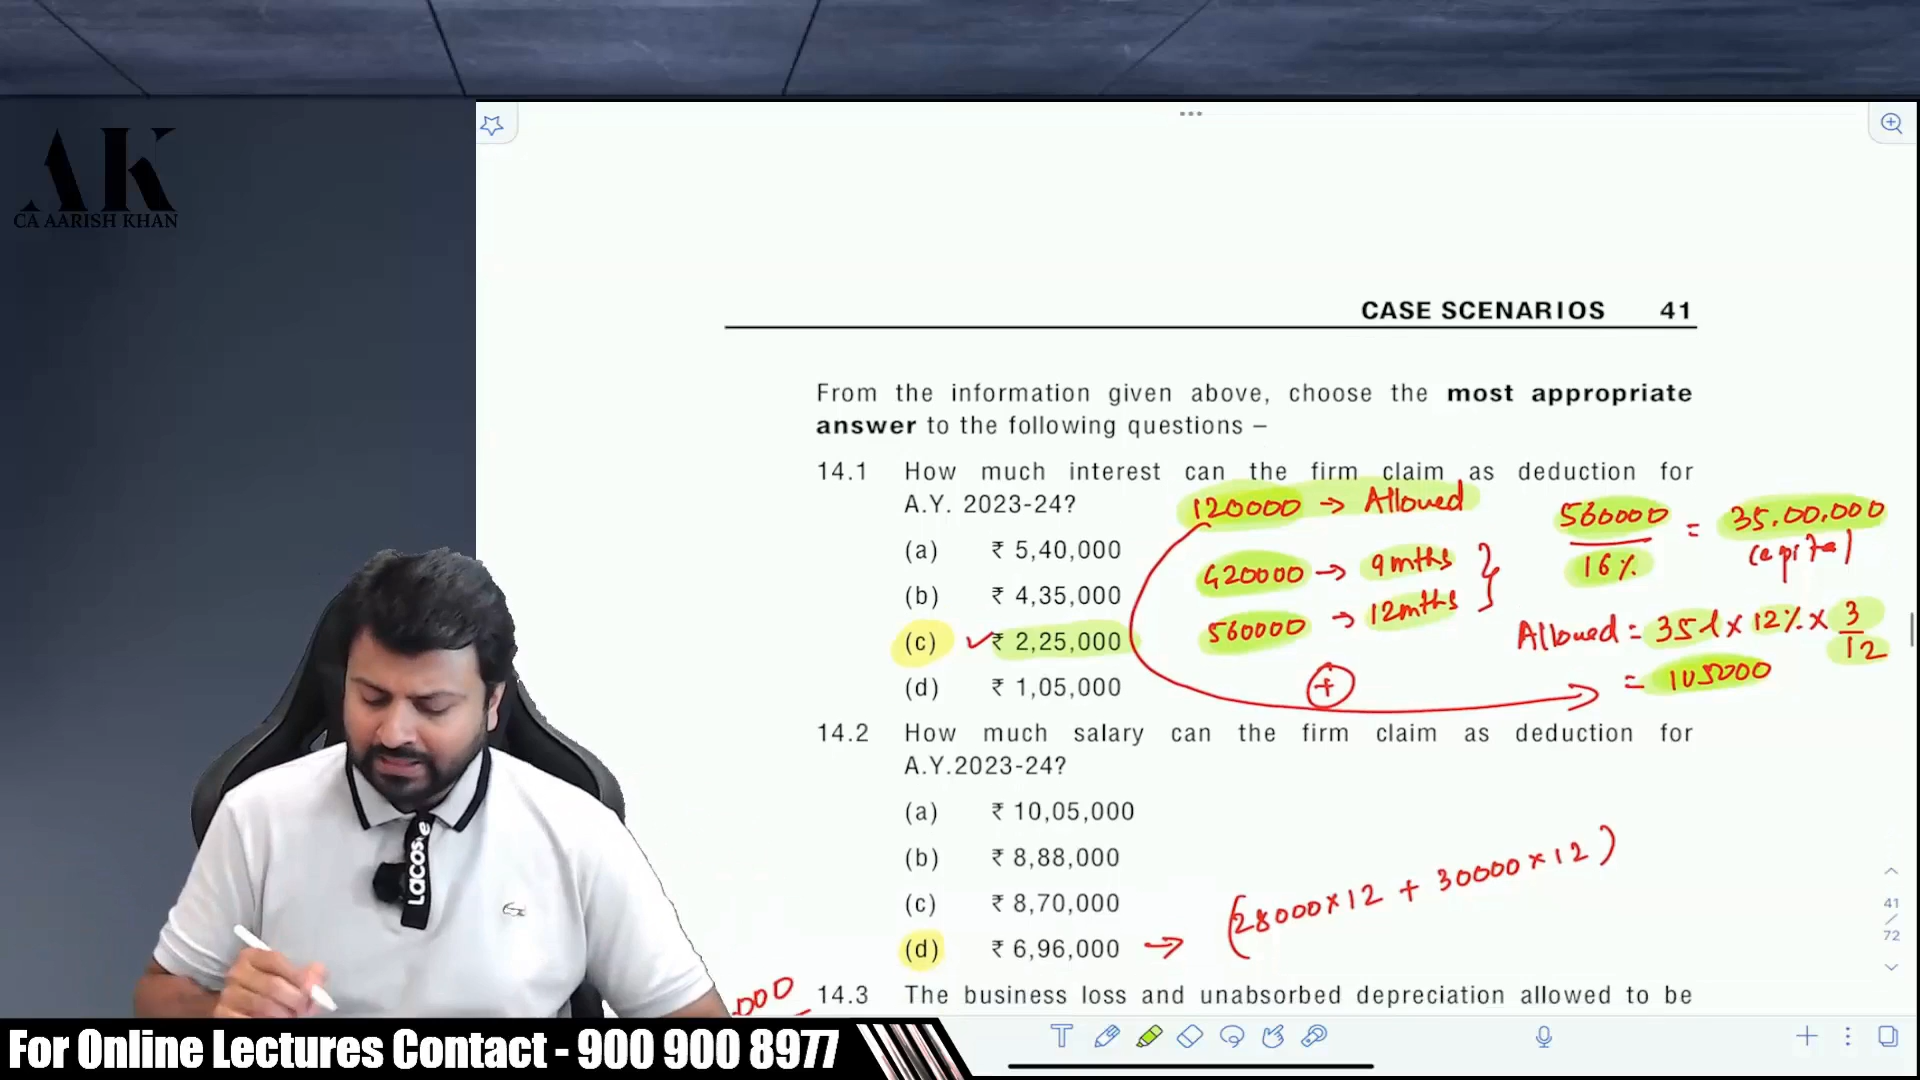 AK
CA AARISH KHAN
CASE SCENARIOS 41
From the information given above, choose the most appropriate
answer to the following questions –
14.1 How much interest can the firm claim as deduction for
A.Y. 2023-24?
120000 → Allowed
(a) ₹ 5,40,000
(b) ₹ 4,35,000
(c) ✓ ₹ 2,25,000
(d) ₹ 1,05,000
420000 → 9mths
560000 → 12mths
560000 / 16% = 35,00,000
(capital)
Allowed = 35l x 12% x 3/12
= 105000
+
14.2 How much salary can the firm claim as deduction for
A.Y.2023-24?
(a) ₹ 10,05,000
(b) ₹ 8,88,000
(c) ₹ 8,70,000
(d) ₹ 6,96,000 → (28000x12 + 30000x12)
000
14.3 The business loss and unabsorbed depreciation allowed to be
41
/
72
Lacoste
T
For Online Lectures Contact - 900 900 8977